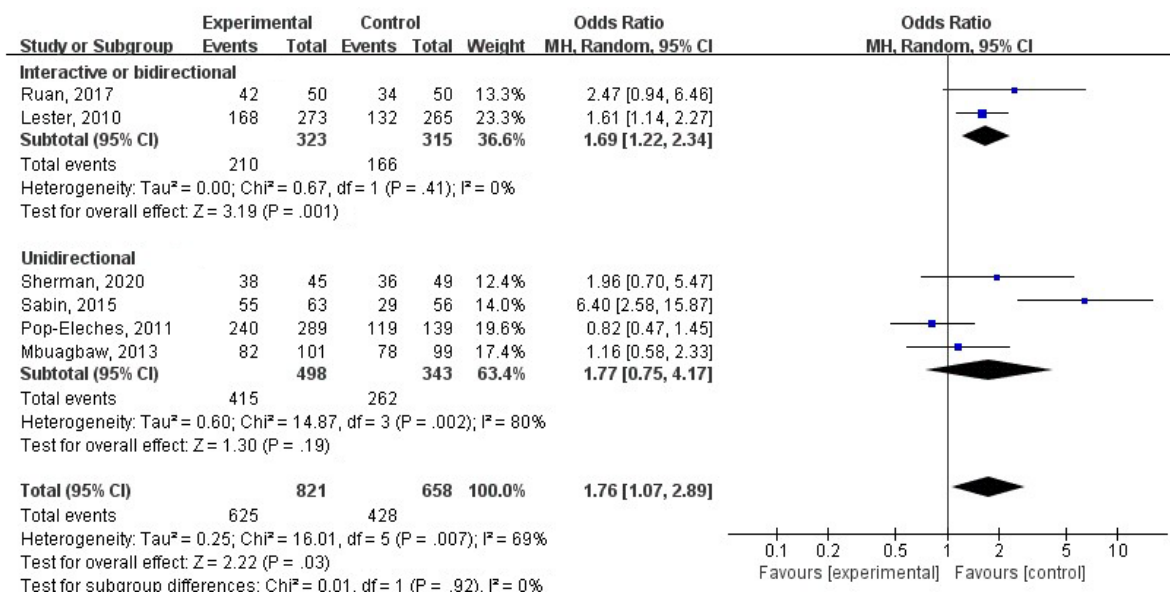 Experimental Control Odds Ratio Odds Ratio
Study or Subgroup Events Total Events Total Weight MH, Random, 95% CI MH, Random, 95% CI
Interactive or bidirectional
Ruan, 2017 42 50 34 50 13.3% 2.47 [0.94, 6.46]
Lester, 2010 168 273 132 265 23.3% 1.61 [1.14, 2.27]
Subtotal (95% CI) 323 315 36.6% 1.69 [1.22, 2.34]
Total events 210 166
Heterogeneity: Tau² = 0.00; Chi² = 0.67, df = 1 (P = .41); I² = 0%
Test for overall effect: Z = 3.19 (P = .001)
Unidirectional
Sherman, 2020 38 45 36 49 12.4% 1.96 [0.70, 5.47]
Sabin, 2015 55 63 29 56 14.0% 6.40 [2.58, 15.87]
Pop-Eleches, 2011 240 289 119 139 19.6% 0.82 [0.47, 1.45]
Mbuagbaw, 2013 82 101 78 99 17.4% 1.16 [0.58, 2.33]
Subtotal (95% CI) 498 343 63.4% 1.77 [0.75, 4.17]
Total events 415 262
Heterogeneity: Tau² = 0.60; Chi² = 14.87, df = 3 (P = .002); I² = 80%
Test for overall effect: Z = 1.30 (P = .19)
Total (95% CI) 821 658 100.0% 1.76 [1.07, 2.89]
Total events 625 428
Heterogeneity: Tau² = 0.25; Chi² = 16.01, df = 5 (P = .007); I² = 69%
Test for overall effect: Z = 2.22 (P = .03)
Test for subgroup differences: Chi² = 0.01, df = 1 (P = .92), I² = 0%
0.1 0.2 0.5 1 2 5 10
Favours [experimental] Favours [control]